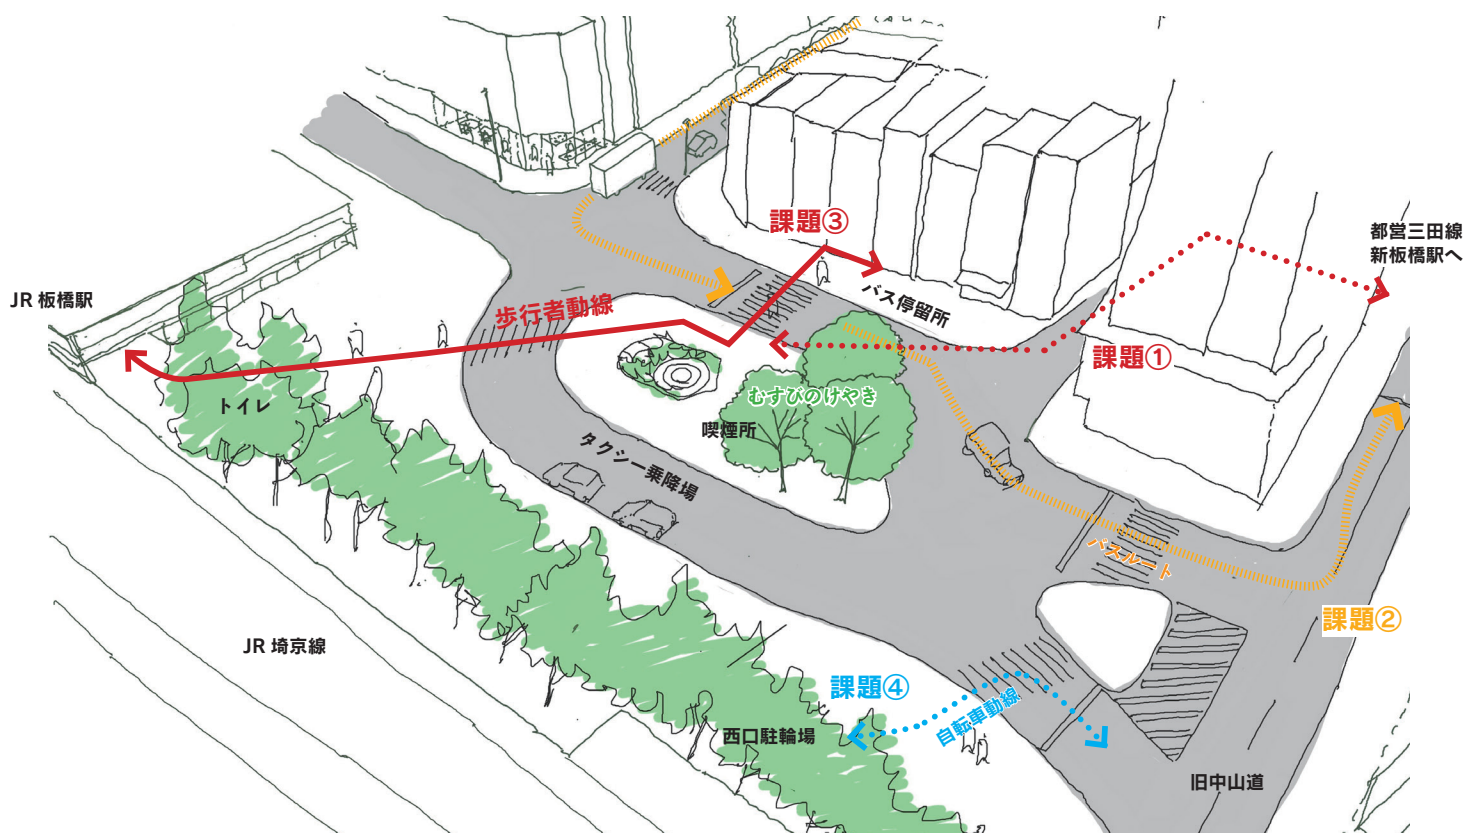 課題③
都営三田線
新板橋駅へ
JR 板橋駅
バス停留所
歩行者動線
課題①
トイレ
むすびのけやき
喫煙所
タクシー乗降場
バスルート
課題②
JR 埼京線
課題④
自転車動線
西口駐輪場
旧中山道